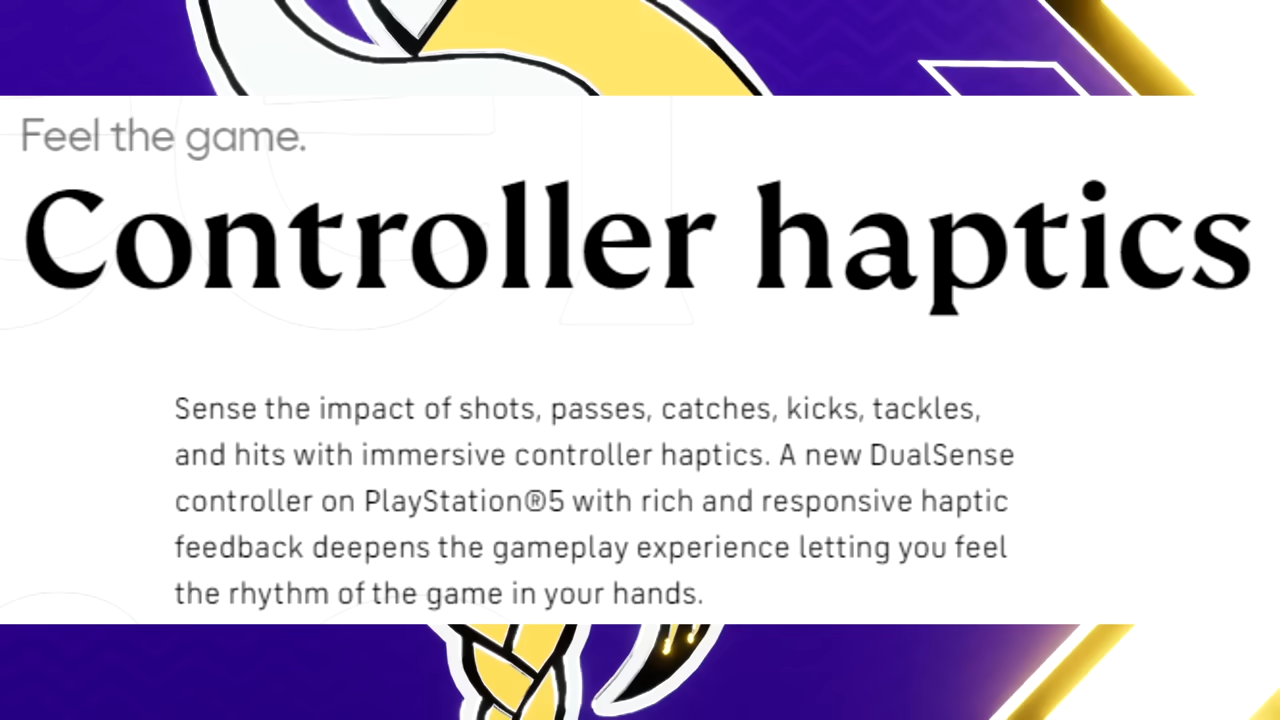 Feel the game.
Controller haptics
Sense the impact of shots, passes, catches, kicks, tackles,
and hits with immersive controller haptics. A new DualSense
controller on PlayStation®5 with rich and responsive haptic
feedback deepens the gameplay experience letting you feel
the rhythm of the game in your hands.